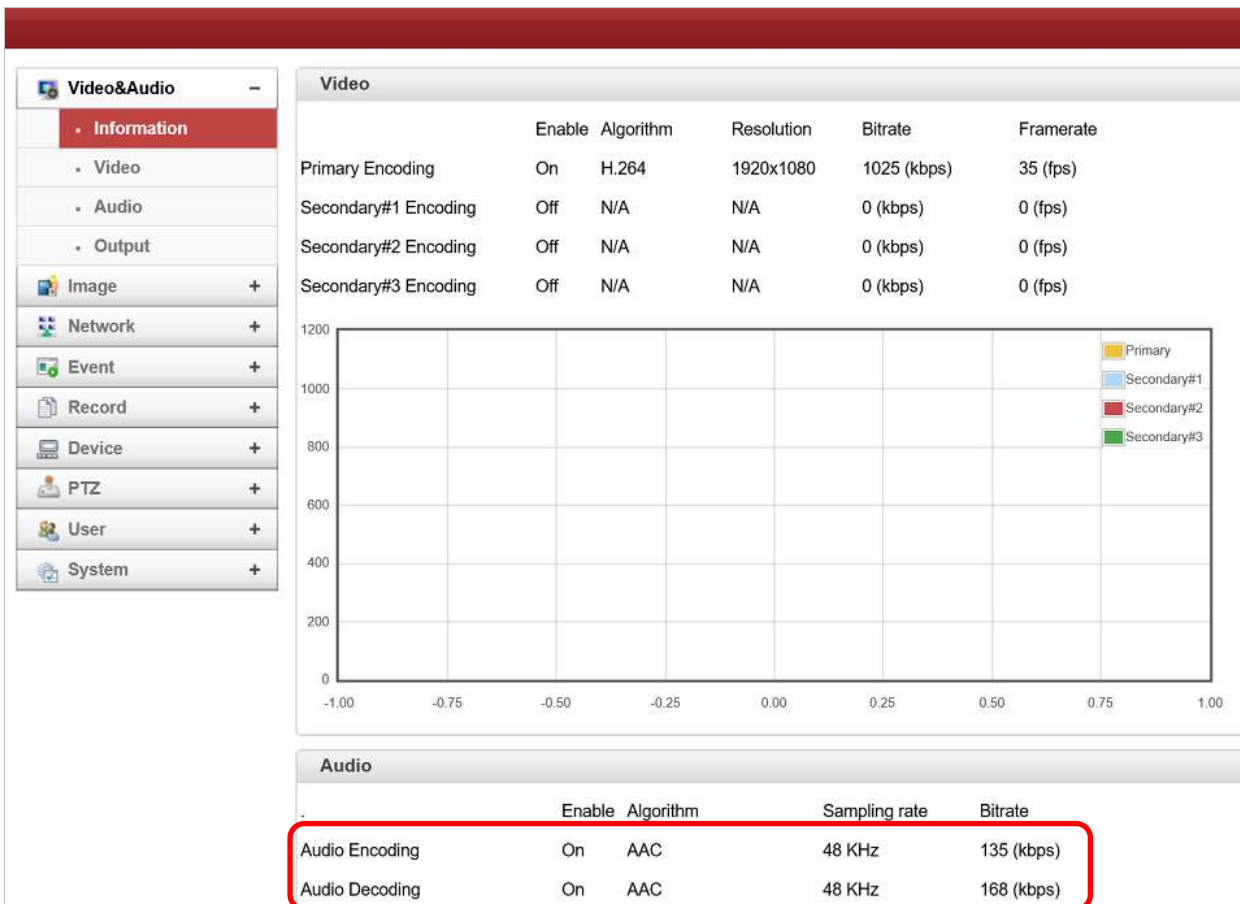 Video&Audio −
Information
Video
Audio
Output
Image +
Network +
Event +
Record +
Device +
PTZ +
User +
System +
Video
Enable Algorithm Resolution Bitrate Framerate
Primary Encoding On H.264 1920x1080 1025 (kbps) 35 (fps)
Secondary#1 Encoding Off N/A N/A 0 (kbps) 0 (fps)
Secondary#2 Encoding Off N/A N/A 0 (kbps) 0 (fps)
Secondary#3 Encoding Off N/A N/A 0 (kbps) 0 (fps)
1200
1000
800
600
400
200
0
-1.00 -0.75 -0.50 -0.25 0.00 0.25 0.50 0.75 1.00
Primary
Secondary#1
Secondary#2
Secondary#3
Audio
. Enable Algorithm Sampling rate Bitrate
Audio Encoding On AAC 48 KHz 135 (kbps)
Audio Decoding On AAC 48 KHz 168 (kbps)